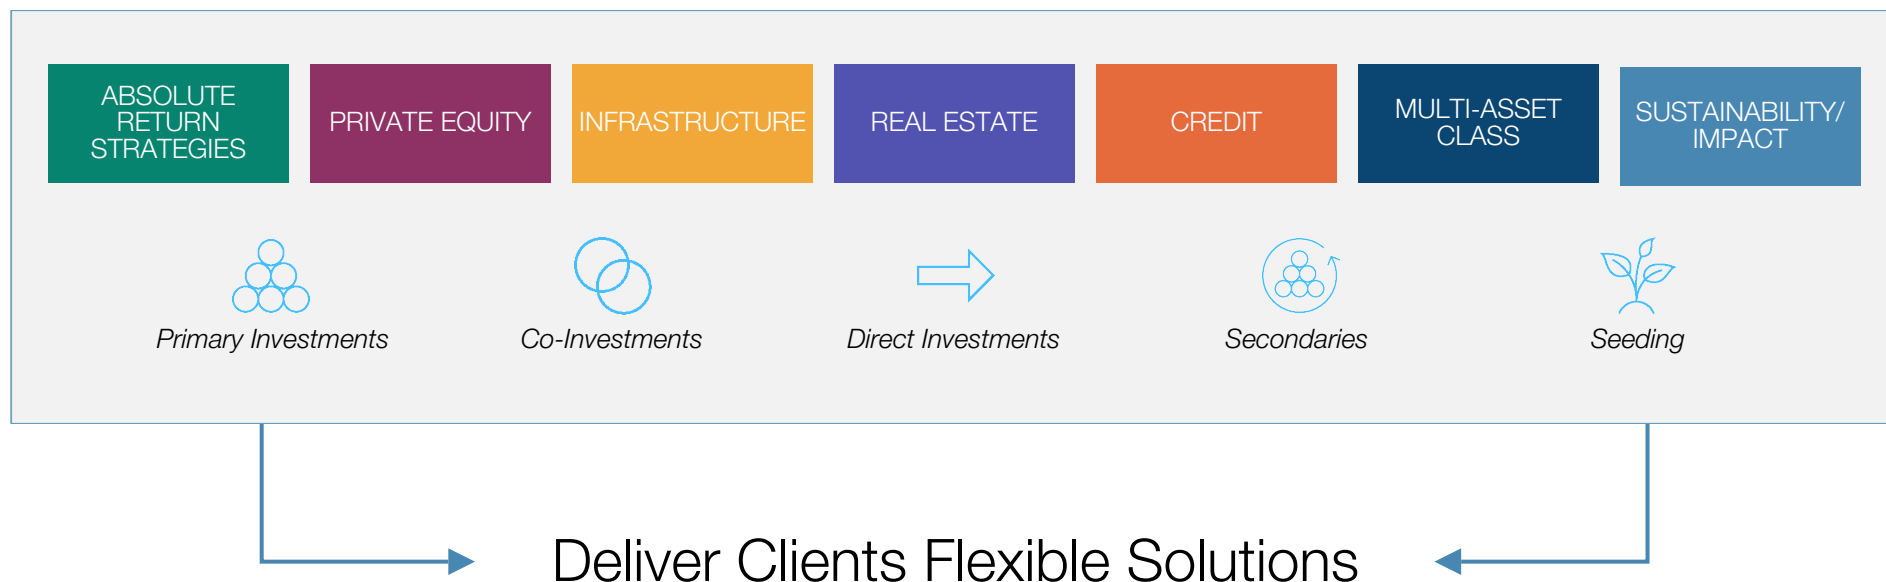 ABSOLUTE
RETURN
STRATEGIES
PRIVATE EQUITY
INFRASTRUCTURE
REAL ESTATE
CREDIT
MULTI-ASSET
CLASS
SUSTAINABILITY/
IMPACT
Primary Investments
Co-Investments
Direct Investments
Secondaries
Seeding
Deliver Clients Flexible Solutions